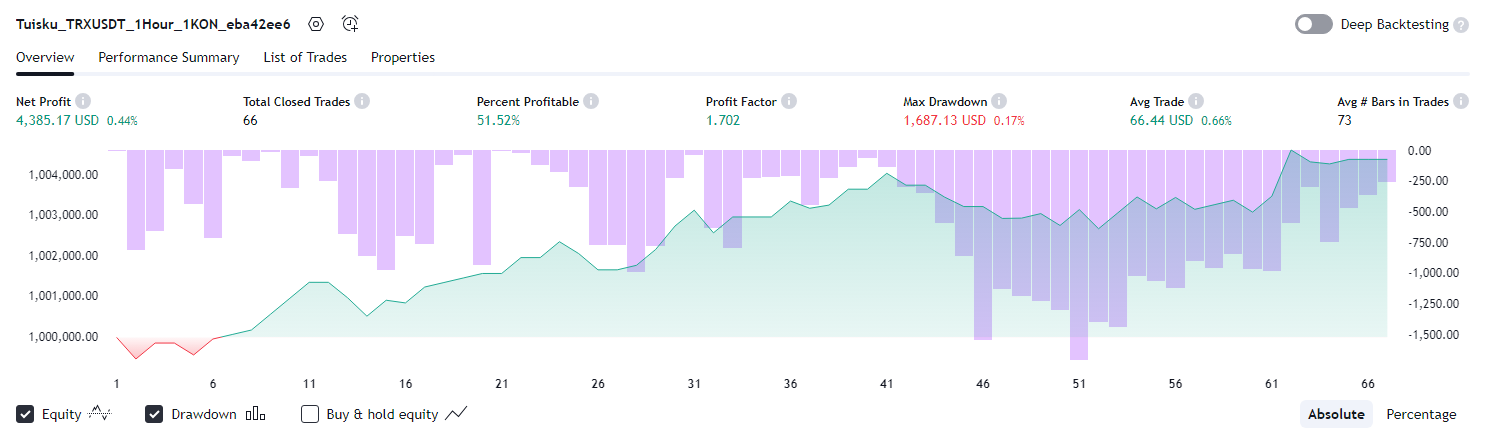 Tuisku_TRXUSDT_1Hour_1KON_eba42ee6 Deep Backtesting ?
Overview Performance Summary List of Trades Properties
Net Profit i Total Closed Trades i Percent Profitable i Profit Factor i Max Drawdown i Avg Trade i Avg # Bars in Trades i
4,385.17 USD 0.44% 66 51.52% 1.702 1,687.13 USD 0.17% 66.44 USD 0.66% 73
0.00
1,004,000.00 -250.00
1,003,000.00 -500.00
-750.00
1,002,000.00 -1,000.00
1,001,000.00 -1,250.00
1,000,000.00 -1,500.00
1 6 11 16 21 26 31 36 41 46 51 56 61 66
Equity Drawdown Buy & hold equity Absolute Percentage